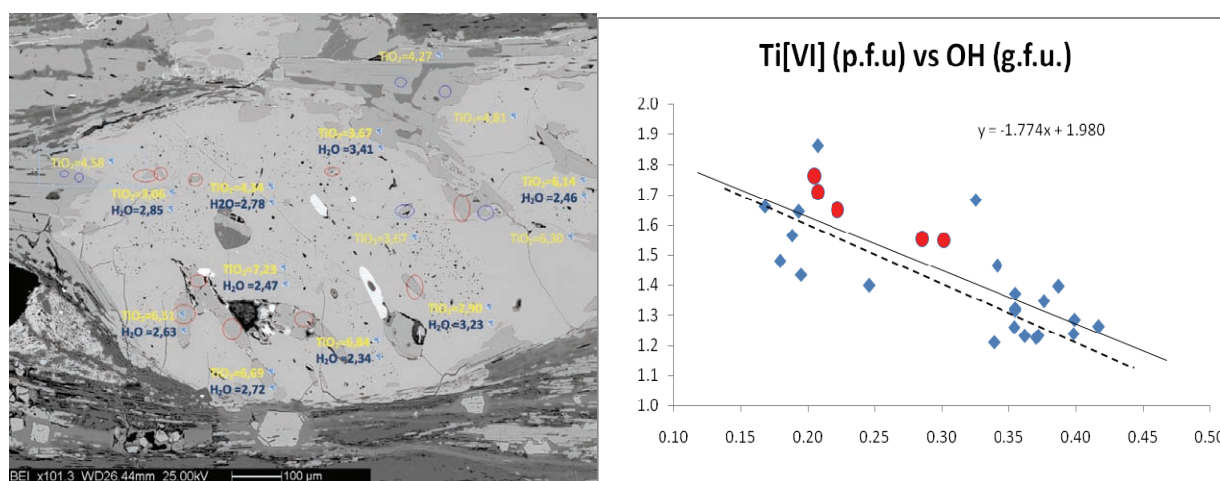 TiO₂=4,27
TiO₂=4,81
TiO₂=3,67
H₂O =3,41
TiO₂=4,58
TiO₂=6,14
H₂O =2,46
TiO₂=3,06
H₂O =2,85
TiO₂=4,44
H2O =2,78
TiO₂=3,67
TiO₂=6,30
TiO₂=7,23
H₂O =2,47
TiO₂=6,51
H₂O =2,63
TiO₂=2,90
H₂O =3,23
TiO₂=6,84
H₂O =2,34
TiO₂=6,69
H₂O =2,72
BEI x101.3 WD26.44mm 25.00kV 100 µm
Ti[VI] (p.f.u) vs OH (g.f.u.)
y = -1.774x + 1.980
2.0
1.9
1.8
1.7
1.6
1.5
1.4
1.3
1.2
1.1
1.0
0.10 0.15 0.20 0.25 0.30 0.35 0.40 0.45 0.50